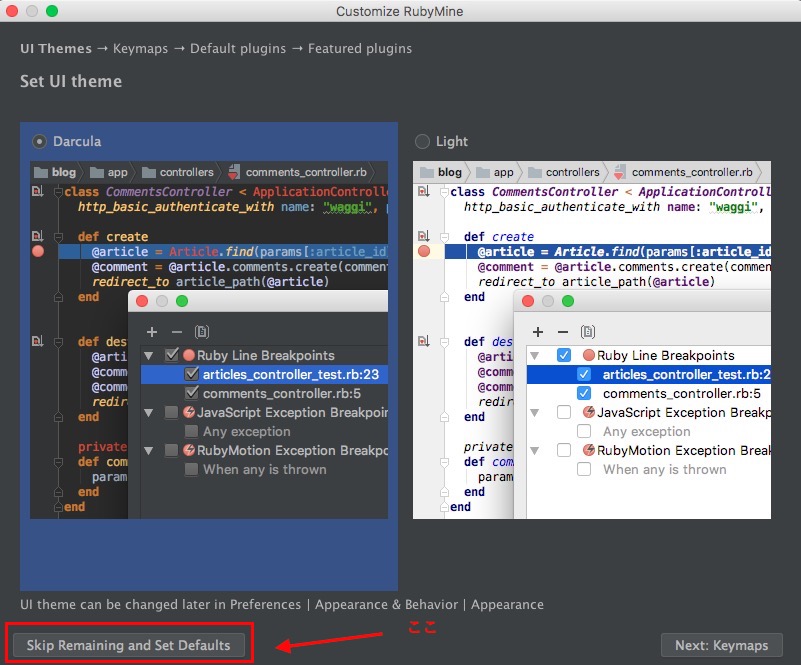 Customize RubyMine
UI Themes → Keymaps → Default plugins → Featured plugins
Set UI theme
Darcula
blog app controllers comments_controller.rb
class CommentsController < ApplicationControlle
http_basic_authenticate_with name: "waggi", p
def create
@article = Article.find(params[:article_id
@comment = @article.comments.create(commen
redirect_to article_path(@article)
end
def des
@arti
@comm
@comm
redir
end
private
def com
param
end
end
Ruby Line Breakpoints
articles_controller_test.rb:23
comments_controller.rb:5
JavaScript Exception Breakpoin
Any exception
RubyMotion Exception Breakpo
When any is thrown
Light
blog app controllers comments_controller.rb
class CommentsController < ApplicationControll
http_basic_authenticate_with name: "waggi",
def create
@article = Article.find(params[:article_id
@comment = @article.comments.create(comme
redirect_to article_path(@article)
end
def des
@arti
@comm
@comm
redir
end
private
def com
param
end
end
Ruby Line Breakpoints
articles_controller_test.rb:2
comments_controller.rb:5
JavaScript Exception Breakp
Any exception
RubyMotion Exception Break
When any is thrown
UI theme can be changed later in Preferences | Appearance & Behavior | Appearance
Skip Remaining and Set Defaults
Next: Keymaps